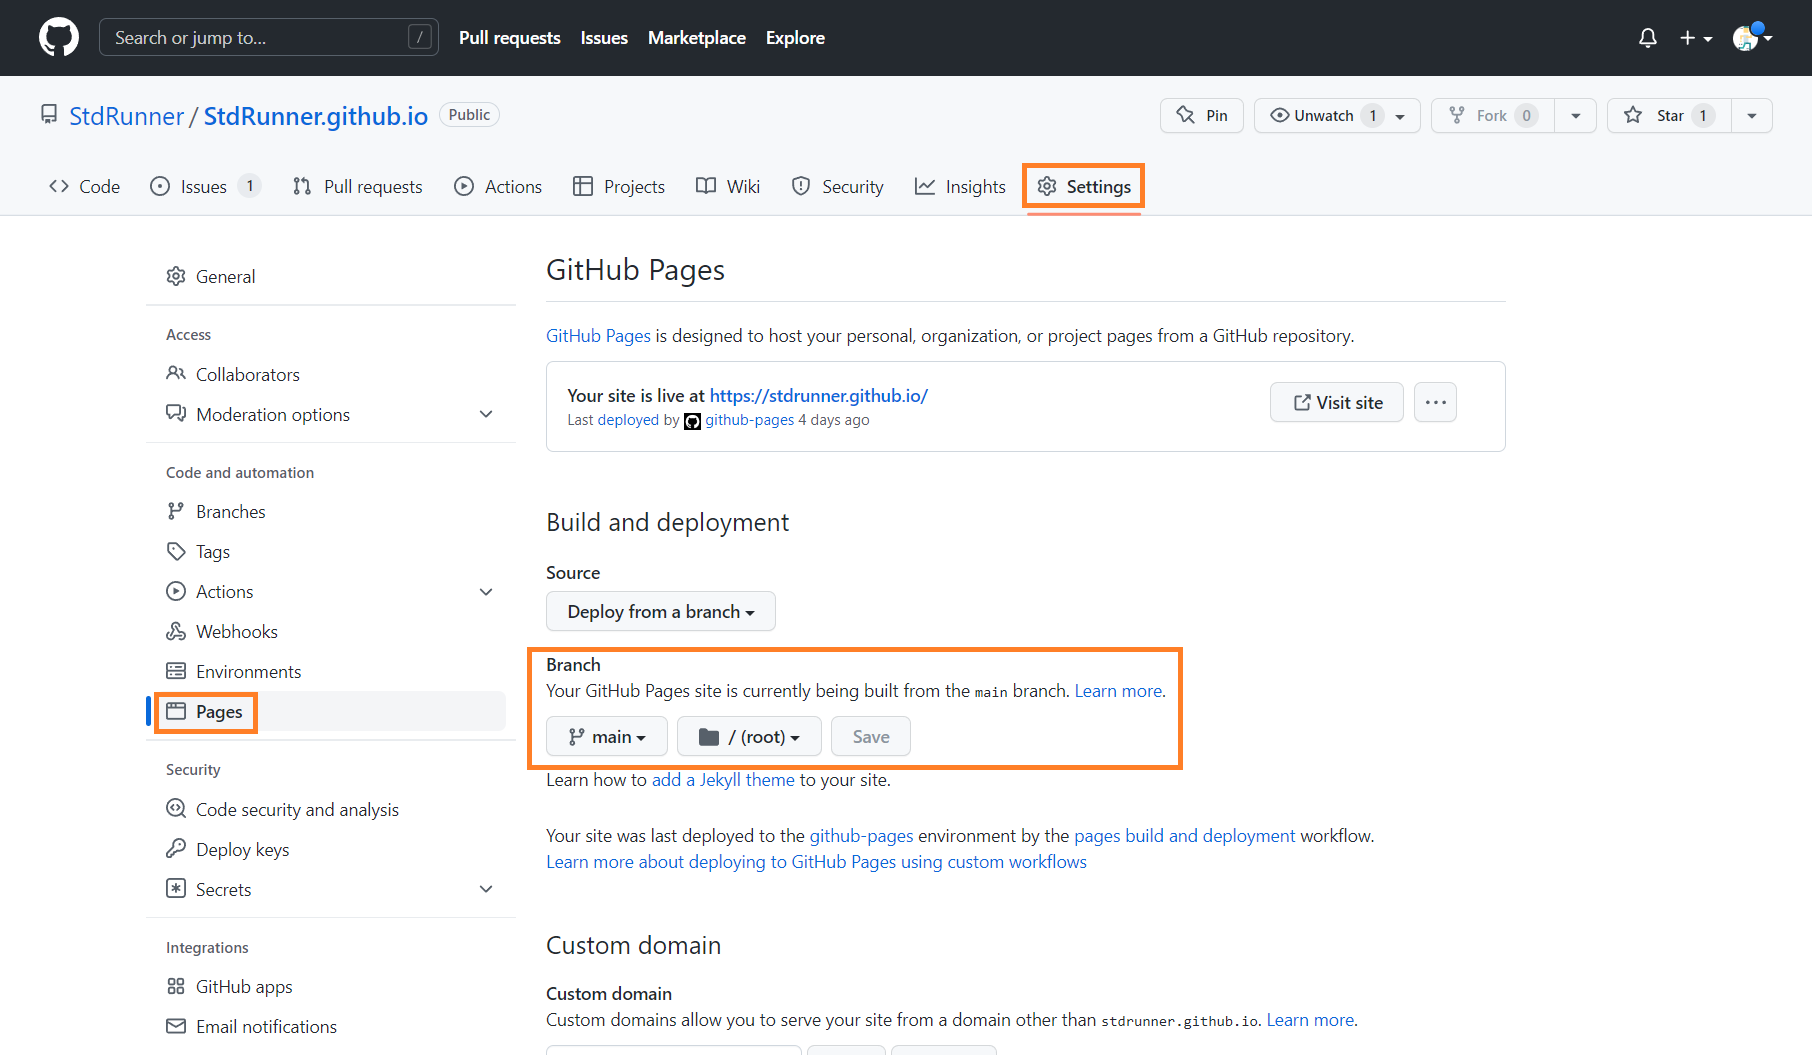 Search or jump to... /
Pull requests Issues Marketplace Explore
StdRunner / StdRunner.github.io Public
Pin Unwatch 1 Fork 0 Star 1
Code Issues 1 Pull requests Actions Projects Wiki Security Insights Settings
General
Access
Collaborators
Moderation options
Code and automation
Branches
Tags
Actions
Webhooks
Environments
Pages
Security
Code security and analysis
Deploy keys
Secrets
Integrations
GitHub apps
Email notifications
GitHub Pages
GitHub Pages is designed to host your personal, organization, or project pages from a GitHub repository.
Your site is live at https://stdrunner.github.io/
Last deployed by github-pages 4 days ago
Visit site
Build and deployment
Source
Deploy from a branch
Branch
Your GitHub Pages site is currently being built from the main branch. Learn more.
main / (root) Save
Learn how to add a Jekyll theme to your site.
Your site was last deployed to the github-pages environment by the pages build and deployment workflow.
Learn more about deploying to GitHub Pages using custom workflows
Custom domain
Custom domain
Custom domains allow you to serve your site from a domain other than stdrunner.github.io. Learn more.